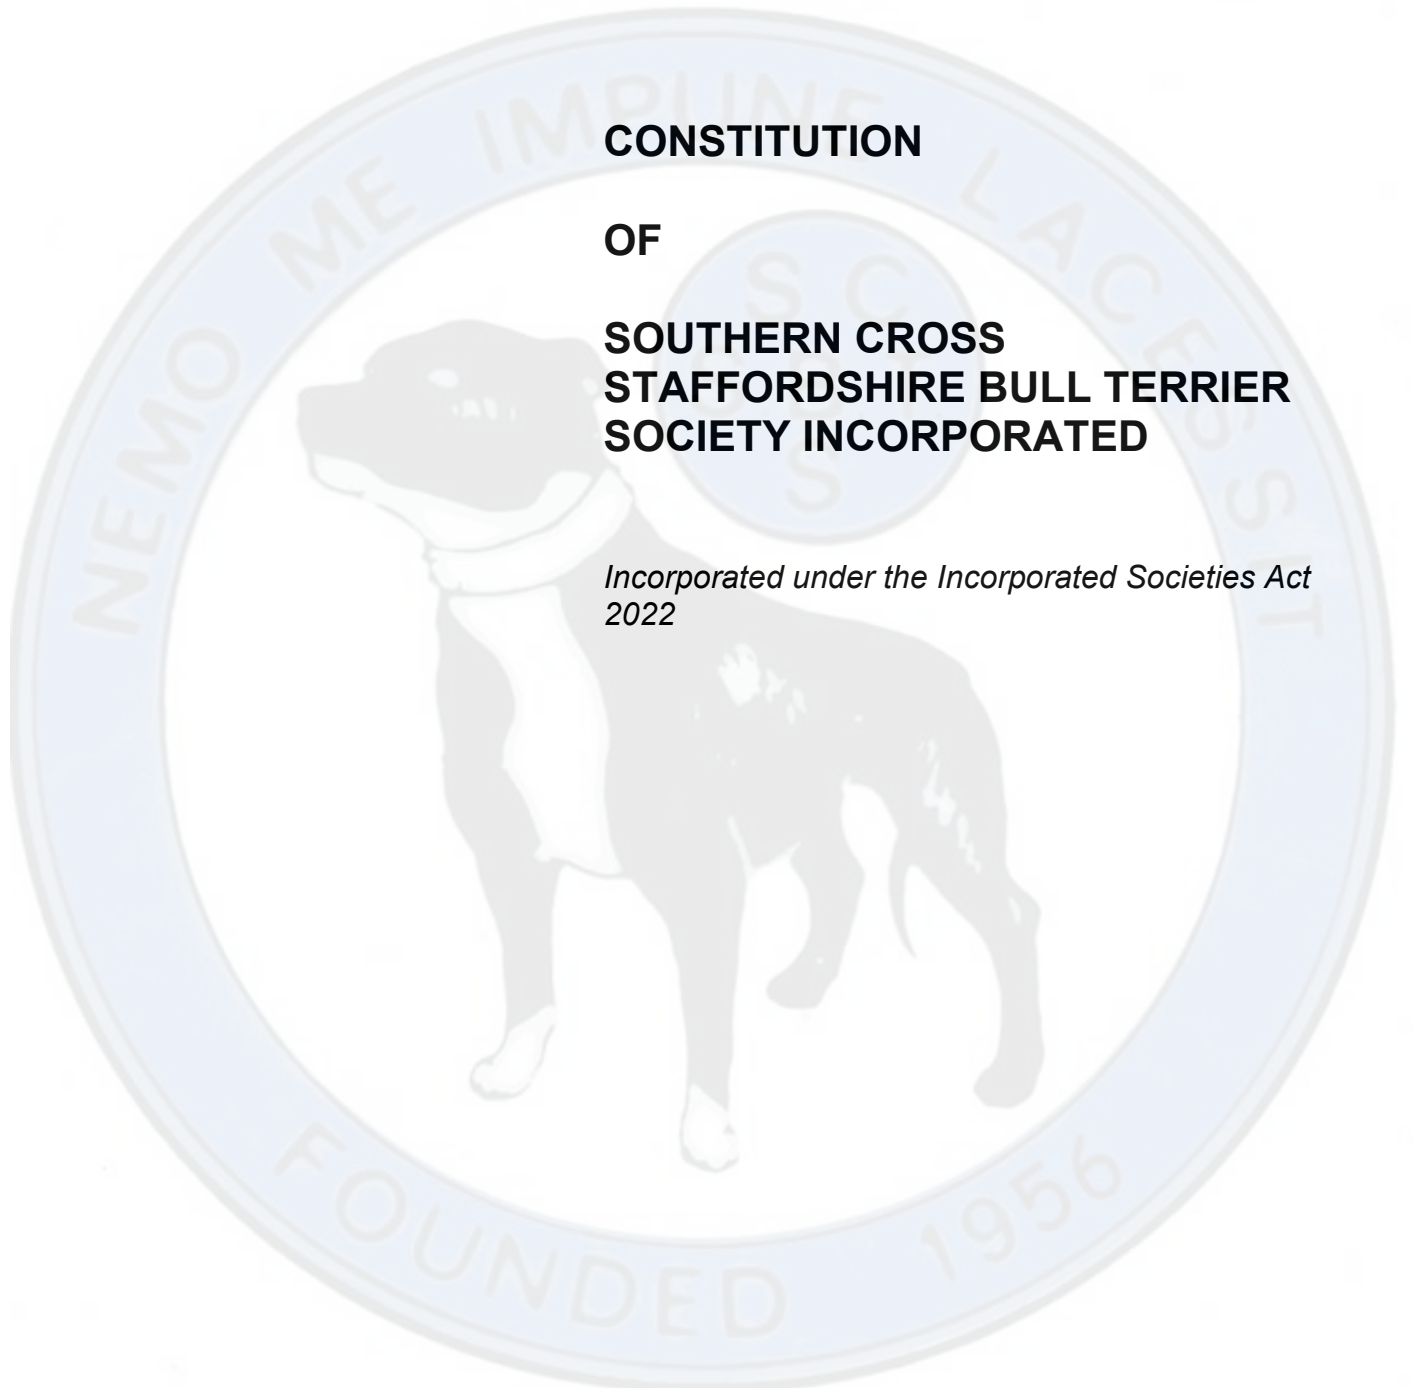 CONSTITUTION
OF
SOUTHERN CROSS
STAFFORDSHIRE BULL TERRIER
SOCIETY INCORPORATED
Incorporated under the Incorporated Societies Act
2022
NEMO ME IMPUNE LACESSIT
S C
S B T
S
FOUNDED 1956